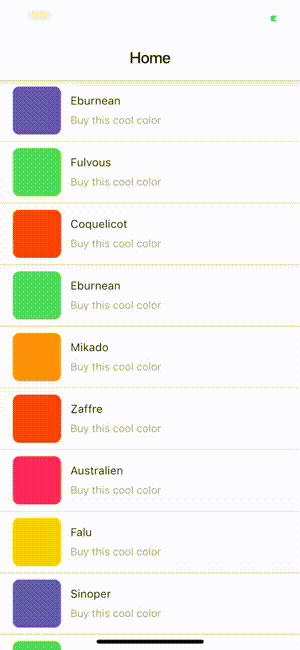 Home
Eburnean
Buy this cool color
Fulvous
Buy this cool color
Coquelicot
Buy this cool color
Eburnean
Buy this cool color
Mikado
Buy this cool color
Zaffre
Buy this cool color
Australien
Buy this cool color
Falu
Buy this cool color
Sinoper
Buy this cool color